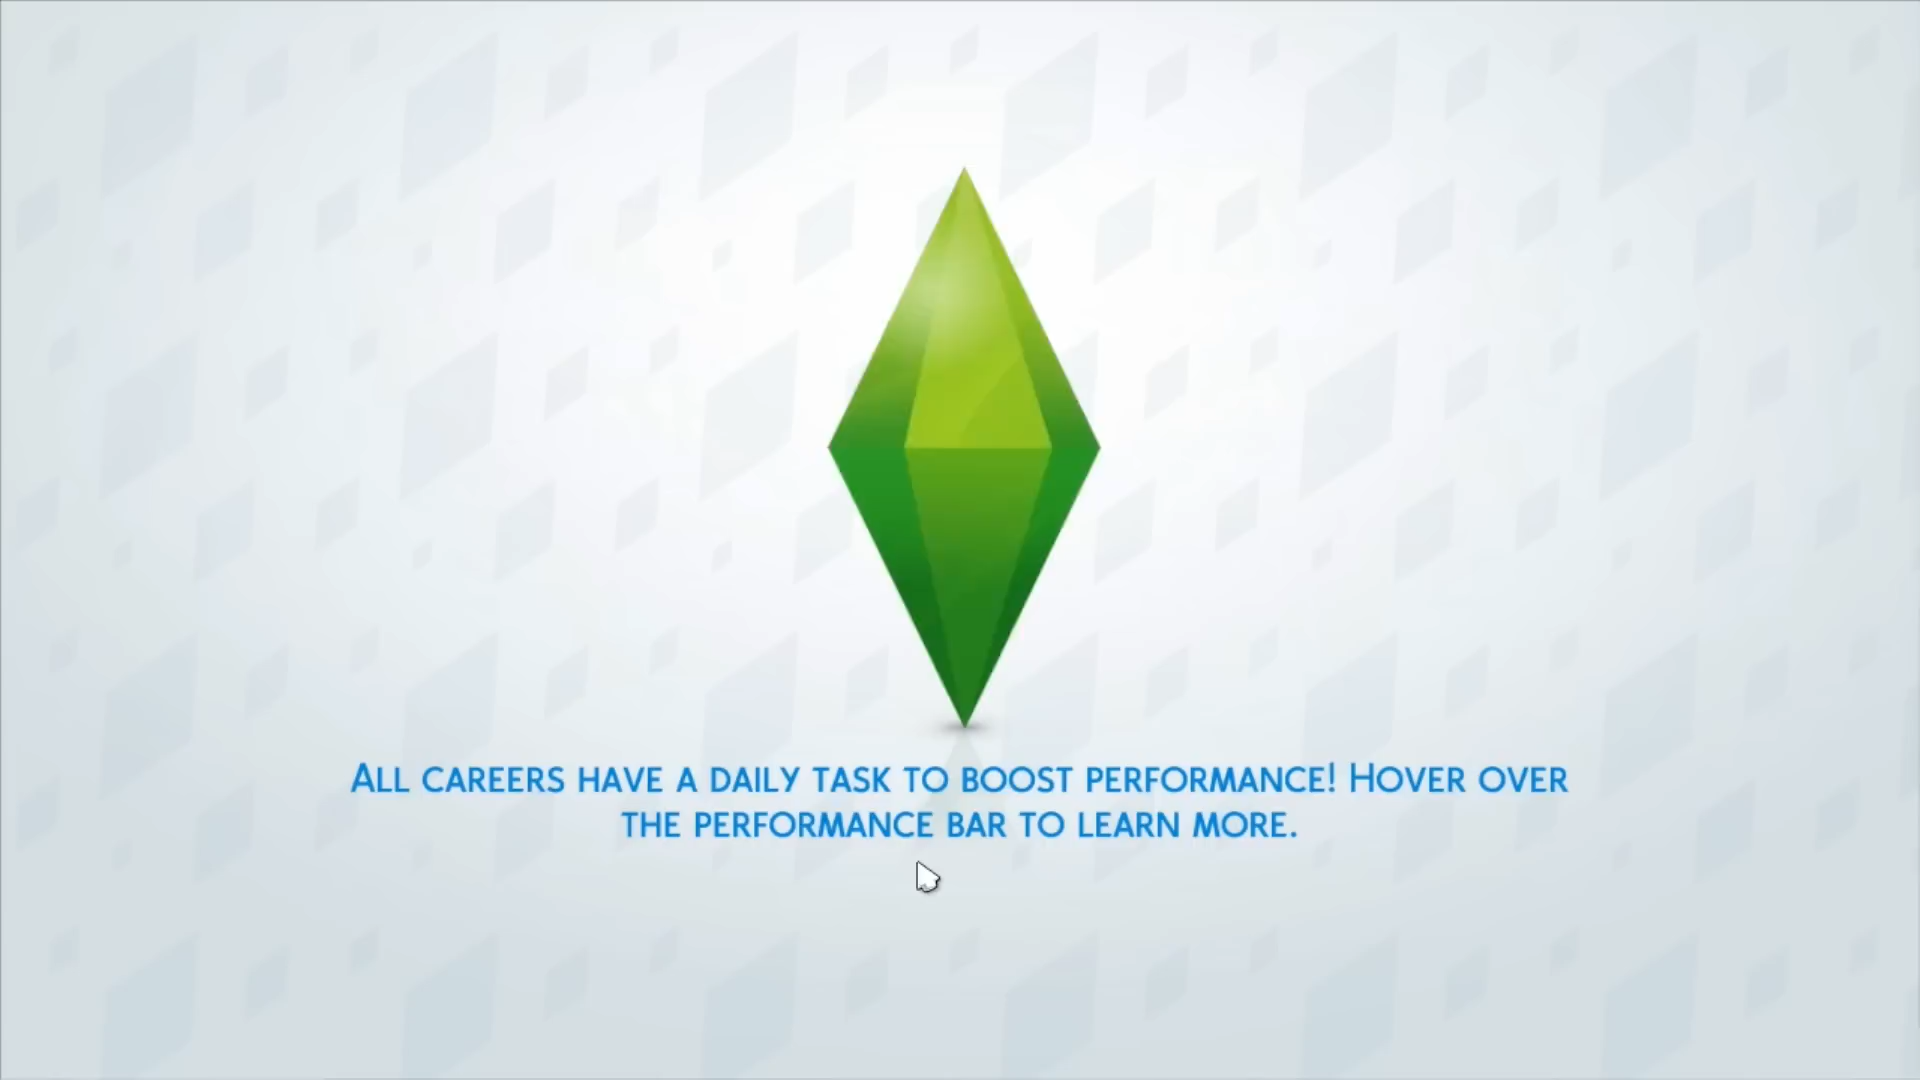 All careers have a daily task to boost performance! Hover over
the performance bar to learn more.